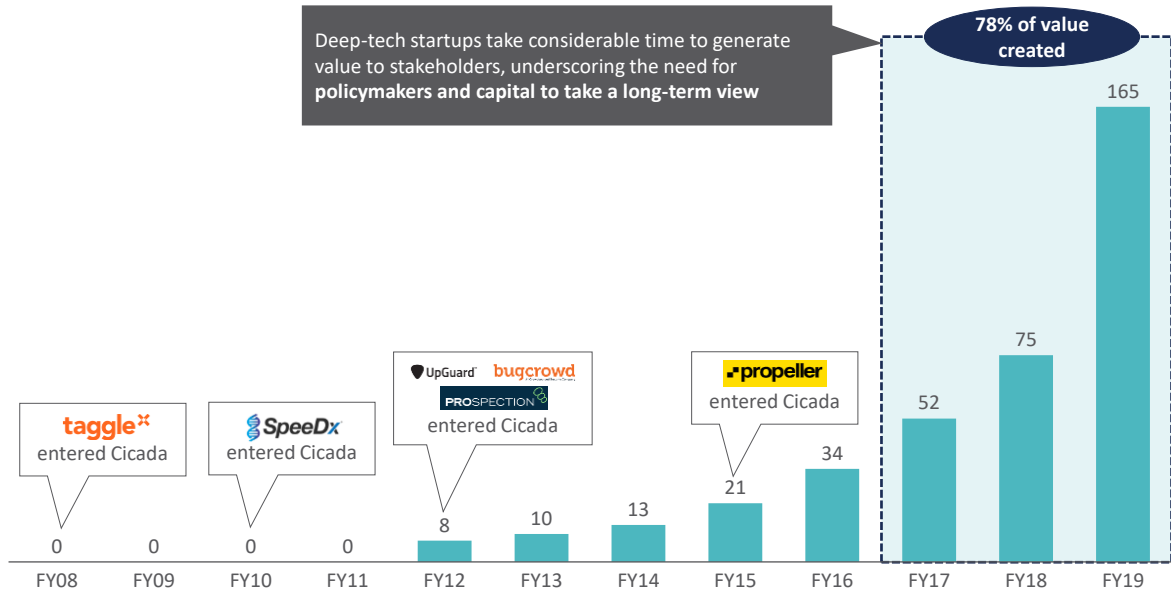 Deep-tech startups take considerable time to generate
value to stakeholders, underscoring the need for
policymakers and capital to take a long-term view
78% of value
created
165
75
52
34
21
13
10
8
0
0
0
0
taggle
entered Cicada
SpeeDx
entered Cicada
UpGuard bugcrowd
PROSPECTION
entered Cicada
propeller
entered Cicada
FY08 FY09 FY10 FY11 FY12 FY13 FY14 FY15 FY16 FY17 FY18 FY19